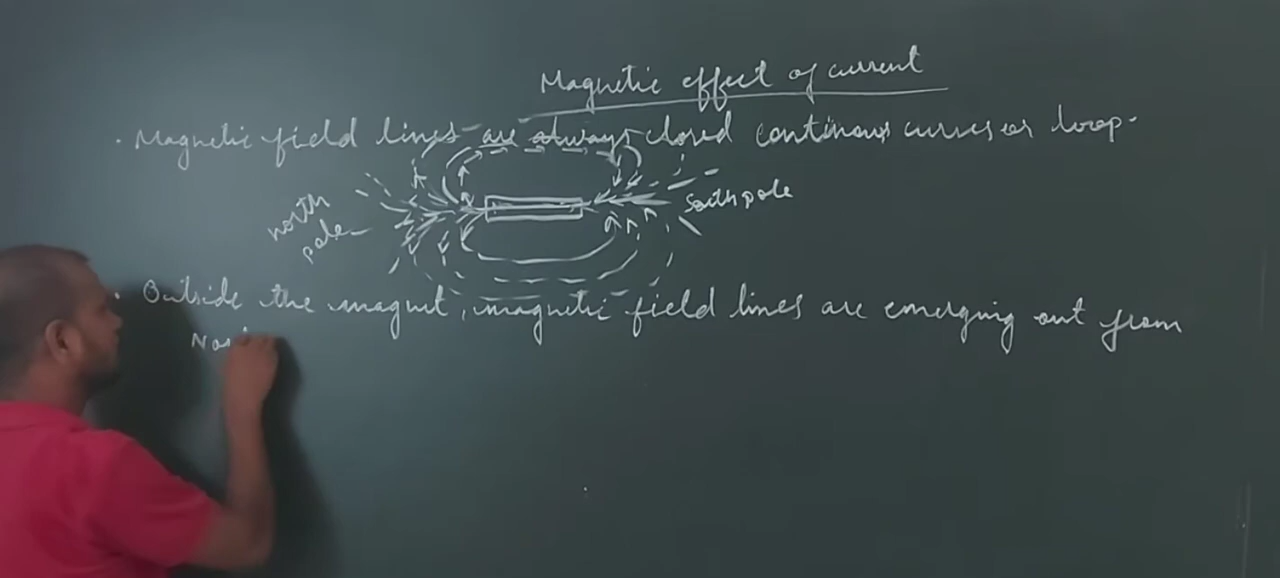 Magnetic effect of current
. Magnetic field lines are always closed continous curves or loop.
north pole
South pole
. Outside the magnet, magnetic field lines are emerging out from